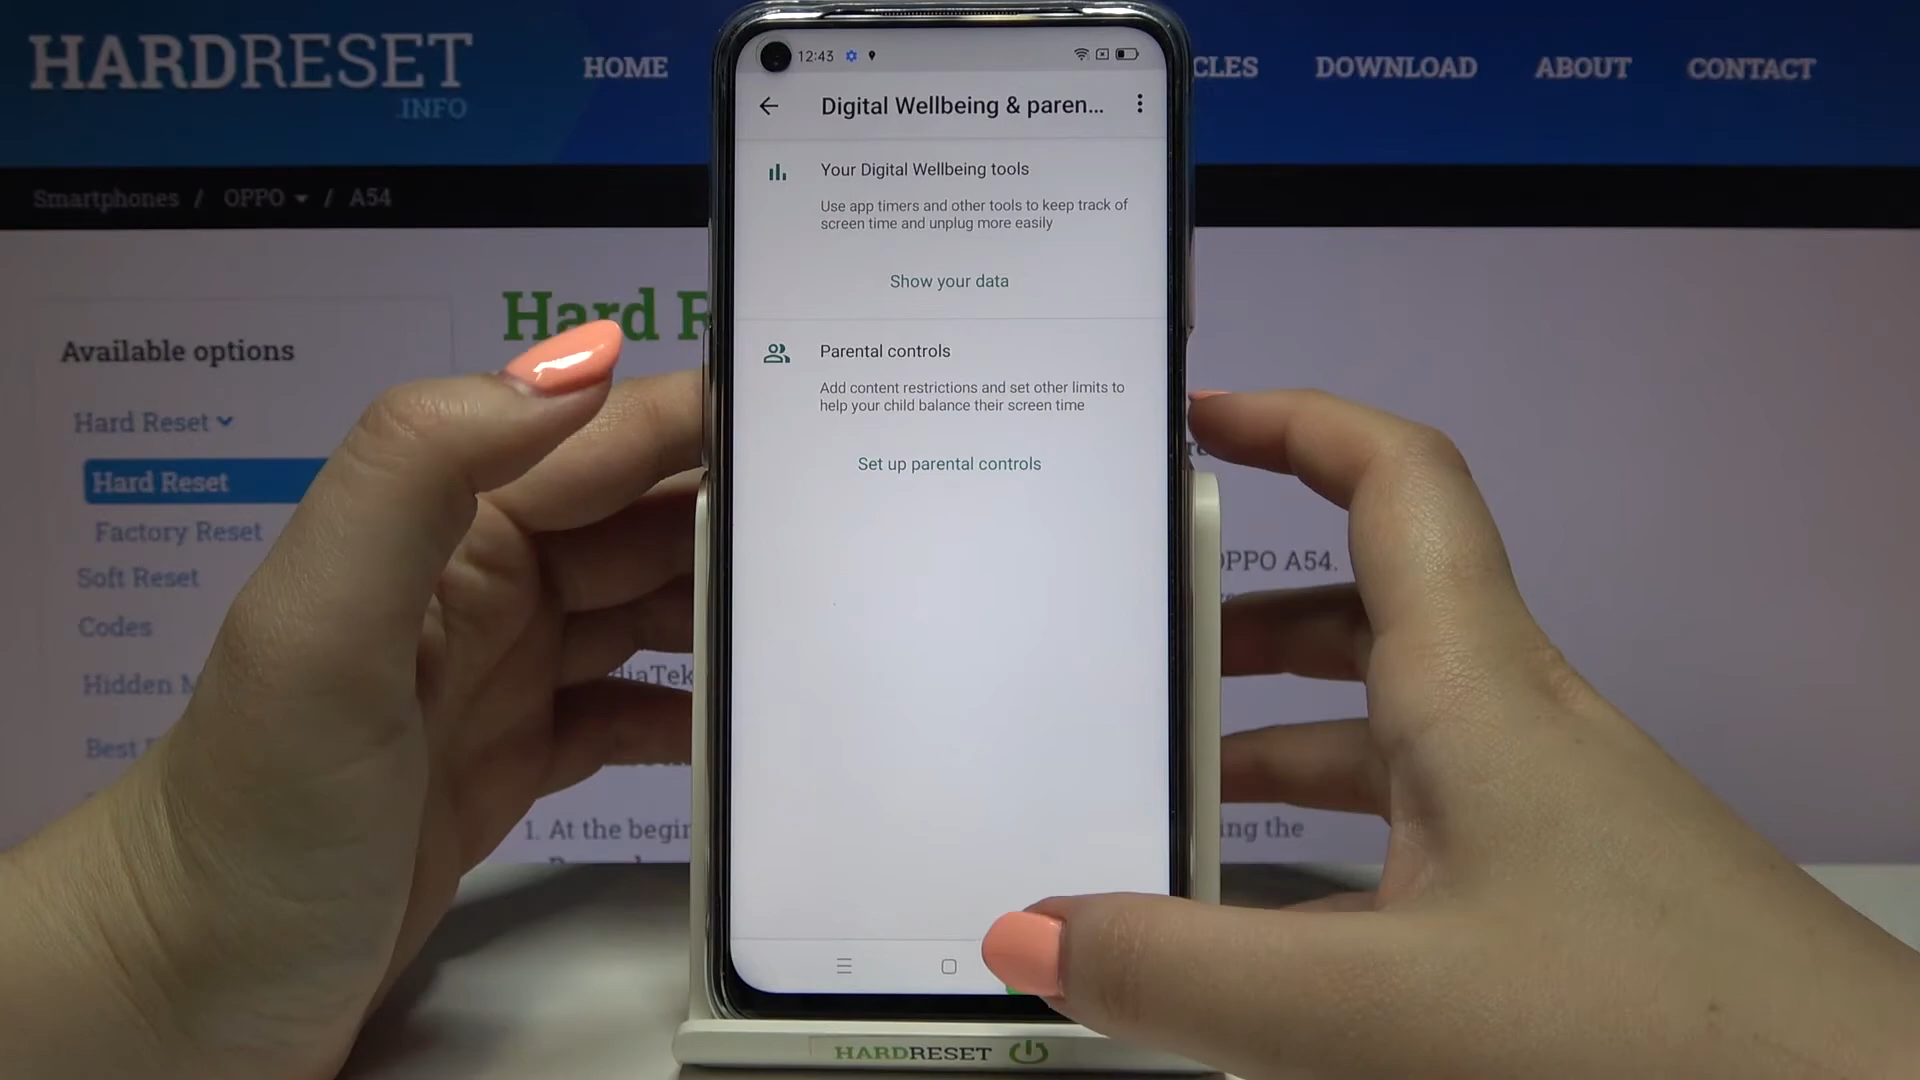 HARDRESET
.INFO
HOME
CLES
DOWNLOAD
ABOUT
CONTACT
Smartphones / OPPO / A54
Available options
Hard Reset
Hard Reset
Factory Reset
Soft Reset
Codes
Hidden
Best
Hard R
OPPO A54.
diaTek
1. At the begin
ing the
12:43
Digital Wellbeing & paren...
Your Digital Wellbeing tools
Use app timers and other tools to keep track of
screen time and unplug more easily
Show your data
Parental controls
Add content restrictions and set other limits to
help your child balance their screen time
Set up parental controls
HARDRESET